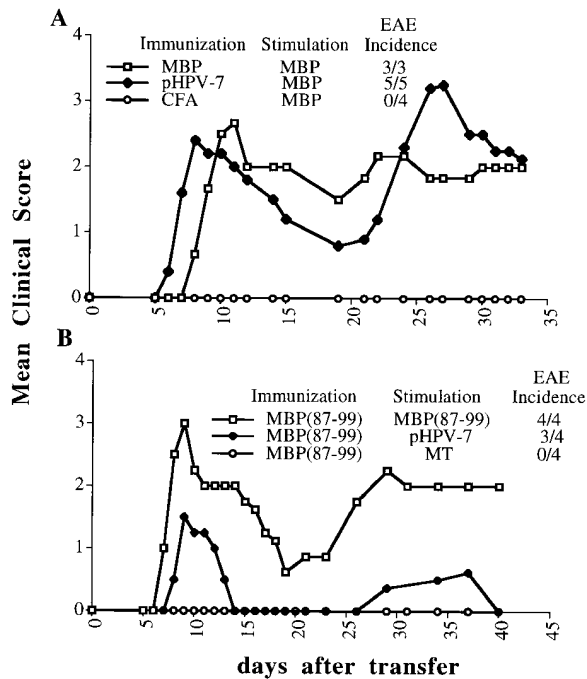 A
EAE
Immunization Stimulation Incidence
MBP MBP 3/3
pHPV-7 MBP 5/5
CFA MBP 0/4
4
3
2
1
0
0 5 10 15 20 25 30 35
Mean Clinical Score
B
EAE
Immunization Stimulation Incidence
MBP(87-99) MBP(87-99) 4/4
MBP(87-99) pHPV-7 3/4
MBP(87-99) MT 0/4
4
3
2
1
0
0 5 10 15 21 25 30 35 40 45
days after transfer